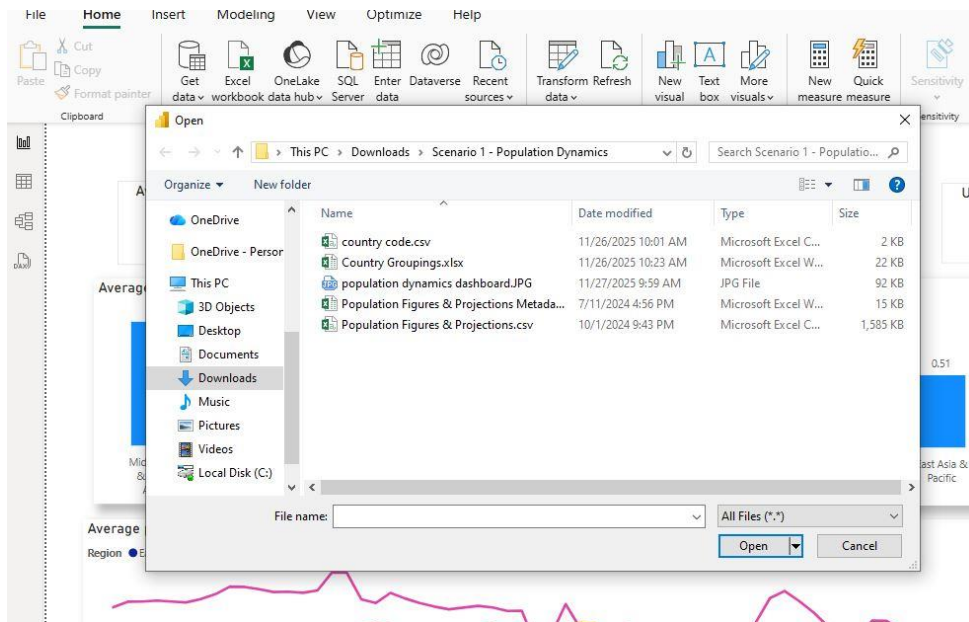 File Home Insert Modeling View Optimize Help
Cut
Copy
Format painter
Paste
Get data
Excel workbook
OneLake data hub
SQL Server
Enter data
Dataverse
Recent sources
Transform data
Refresh
New visual
Text box
More visuals
New measure
Quick measure
Sensitivity
Clipboard
Open
This PC > Downloads > Scenario 1 - Population Dynamics
Search Scenario 1 - Populatio...
Organize New folder
OneDrive
OneDrive - Person
This PC
3D Objects
Desktop
Documents
Downloads
Music
Pictures
Videos
Local Disk (C:)
Name Date modified Type Size
country code.csv 11/26/2025 10:01 AM Microsoft Excel C... 2 KB
Country Groupings.xlsx 11/26/2025 10:23 AM Microsoft Excel W... 22 KB
population dynamics dashboard.JPG 11/27/2025 9:59 AM JPG File 92 KB
Population Figures & Projections Metada... 7/11/2024 4:56 PM Microsoft Excel W... 15 KB
Population Figures & Projections.csv 10/1/2024 9:43 PM Microsoft Excel C... 1,585 KB
File name:
All Files (*.*)
Open Cancel
DAX
Average
0.51
Mid
&
East Asia &
Pacific
Average
Region